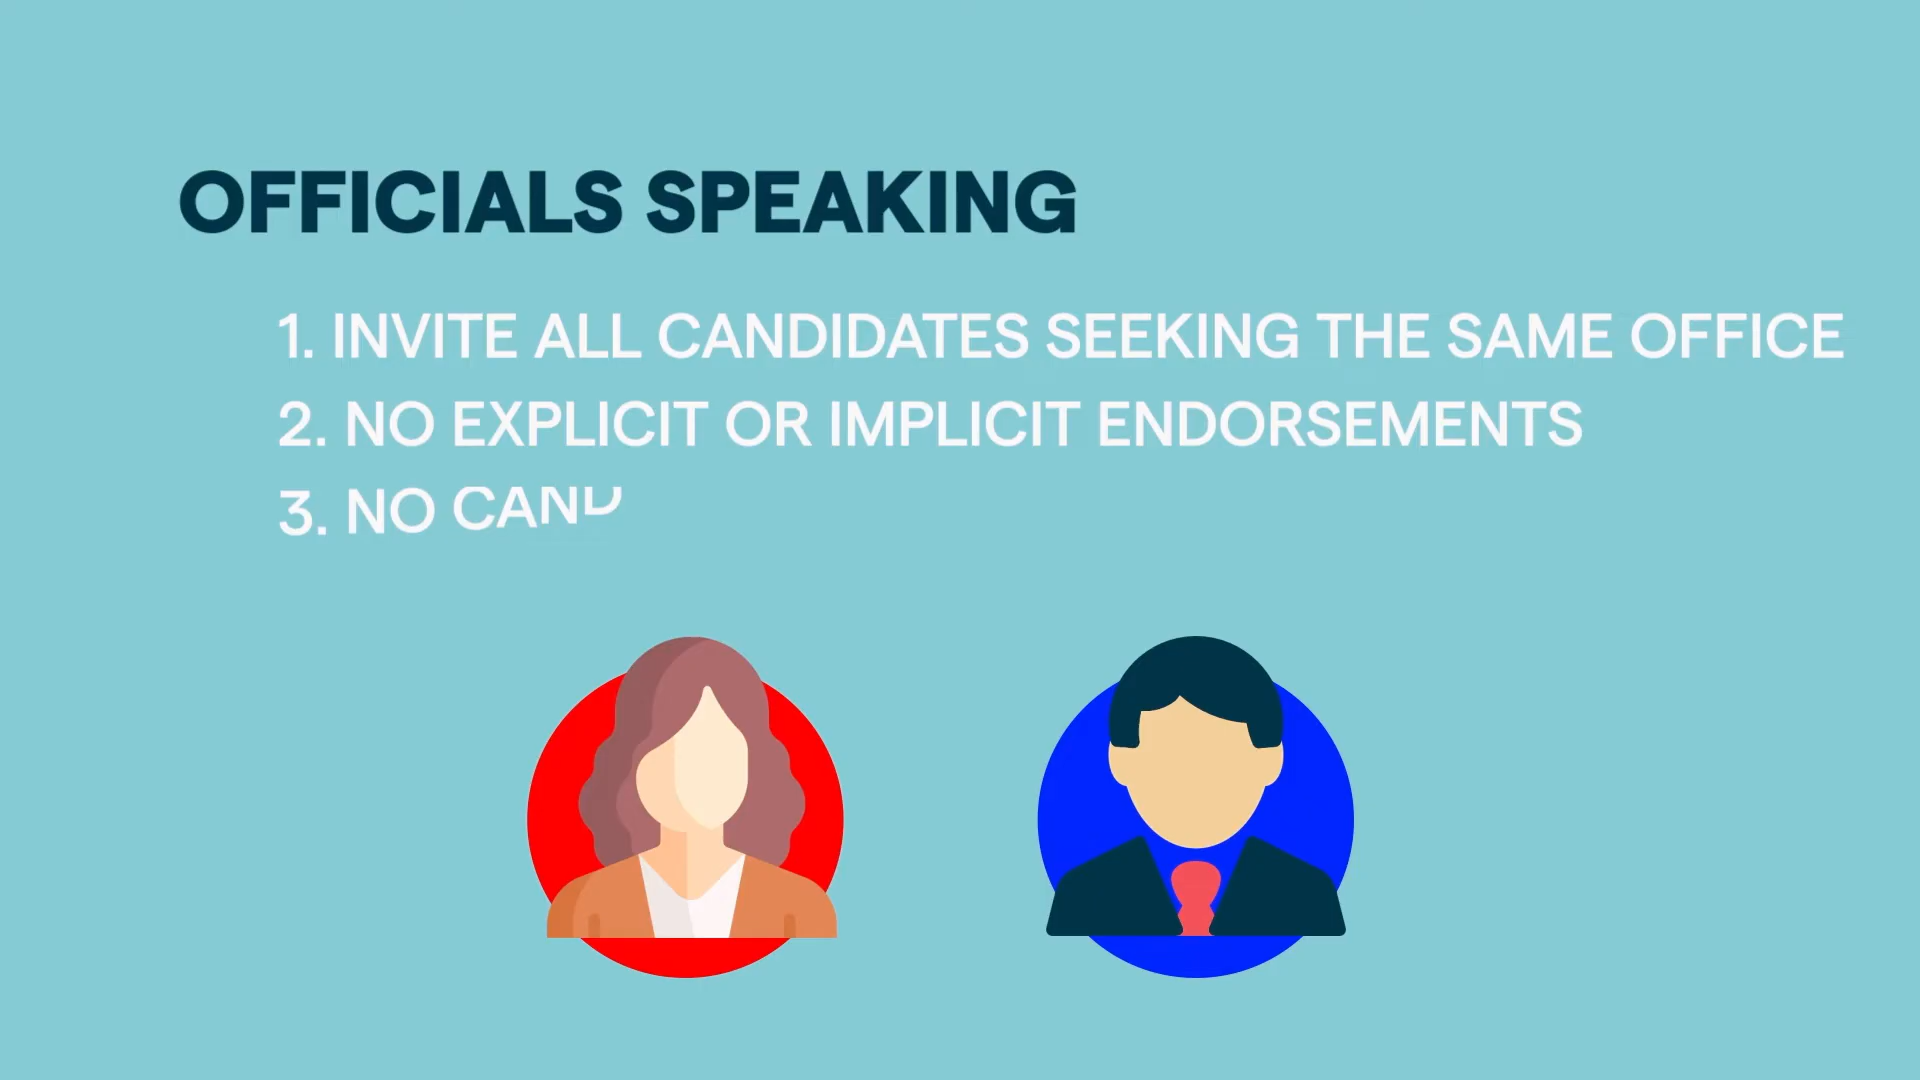 OFFICIALS SPEAKING
1. INVITE ALL CANDIDATES SEEKING THE SAME OFFICE
2. NO EXPLICIT OR IMPLICIT ENDORSEMENTS
3. NO